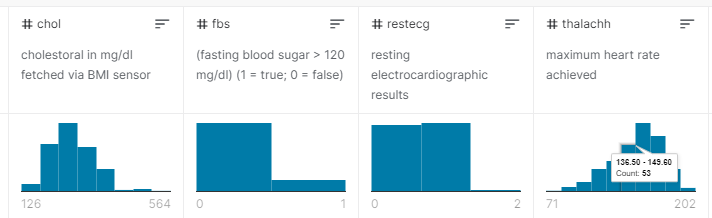 # chol
cholestoral in mg/dl
fetched via BMI sensor
126 564
# fbs
(fasting blood sugar > 120
mg/dl) (1 = true; 0 = false)
0 1
# restecg
resting
electrocardiographic
results
0 2
# thalachh
maximum heart rate
achieved
136.50 - 149.60
Count: 53
71 202